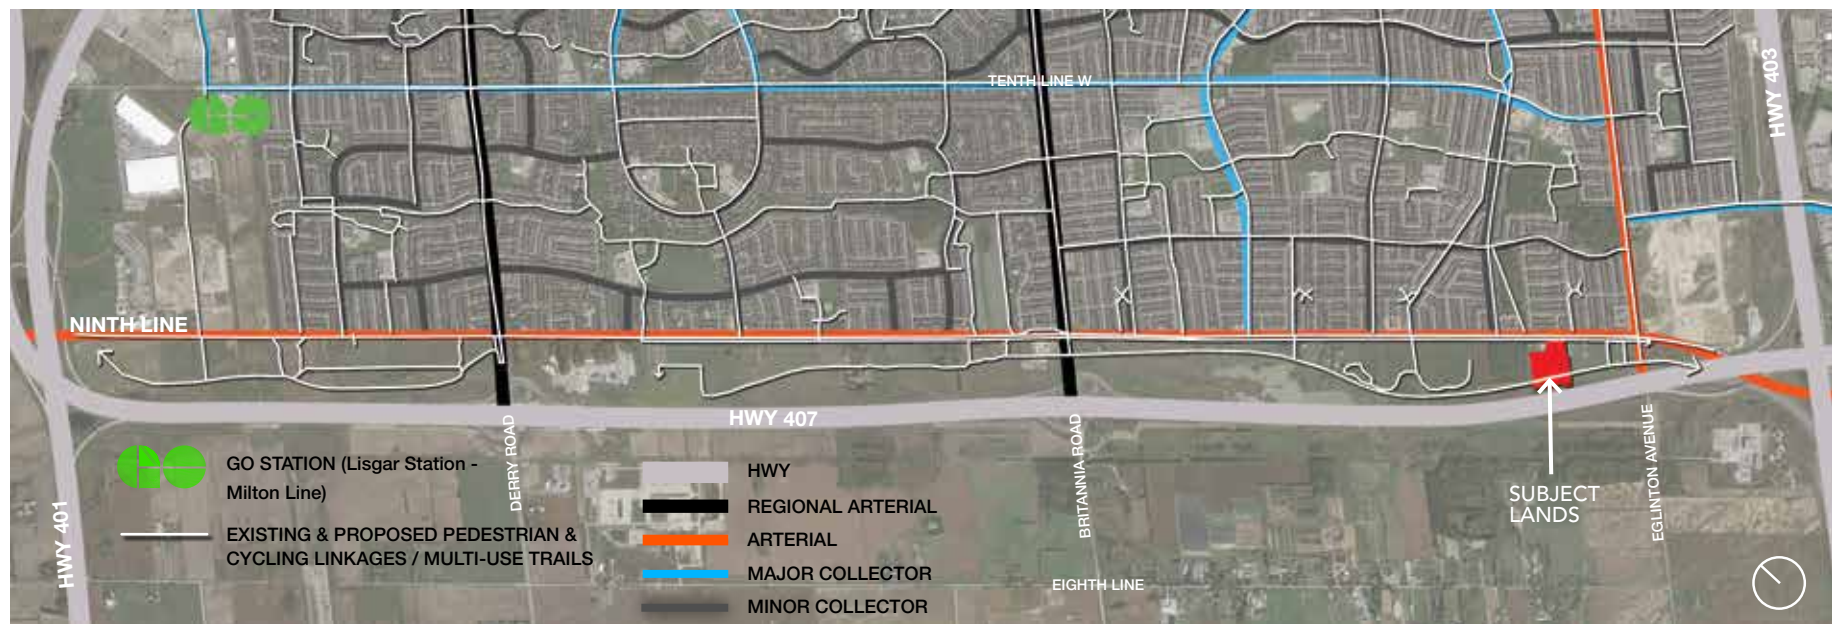 TENTH LINE W
HWY 403
NINTH LINE
HWY 407
HWY 401
DERRY ROAD
BRITANNIA ROAD
EGLINTON AVENUE
SUBJECT
LANDS
EIGHTH LINE
GO STATION (Lisgar Station -
Milton Line)
EXISTING & PROPOSED PEDESTRIAN &
CYCLING LINKAGES / MULTI-USE TRAILS
HWY
REGIONAL ARTERIAL
ARTERIAL
MAJOR COLLECTOR
MINOR COLLECTOR